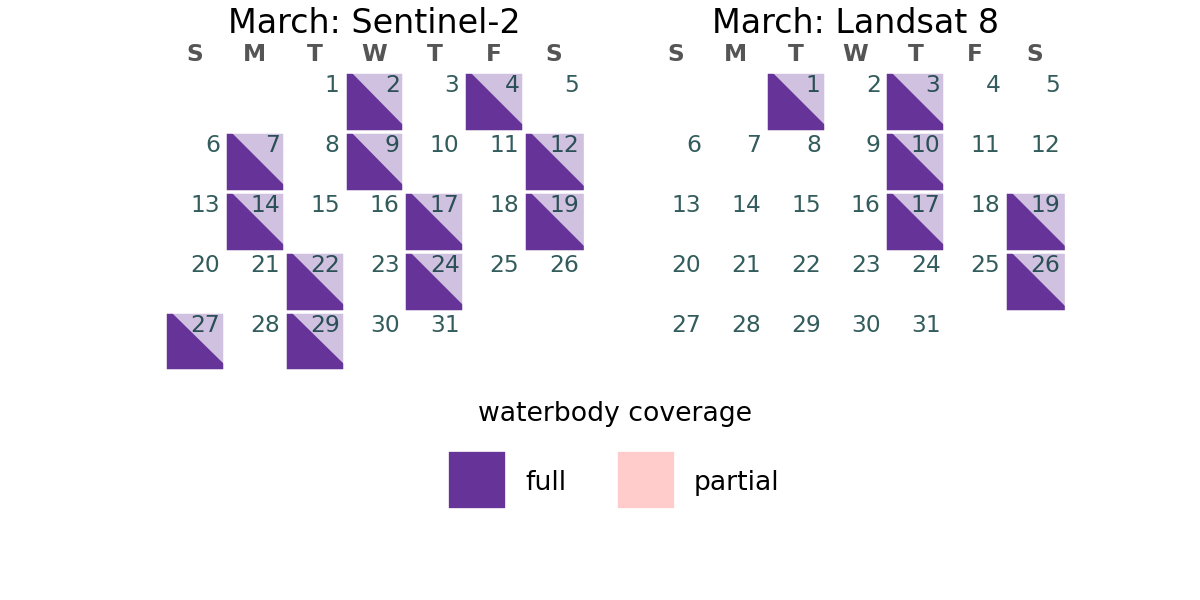 March: Sentinel-2
S M T W T F S
1 2 3 4 5
6 7 8 9 10 11 12
13 14 15 16 17 18 19
20 21 22 23 24 25 26
27 28 29 30 31
March: Landsat 8
S M T W T F S
1 2 3 4 5
6 7 8 9 10 11 12
13 14 15 16 17 18 19
20 21 22 23 24 25 26
27 28 29 30 31
waterbody coverage
full partial